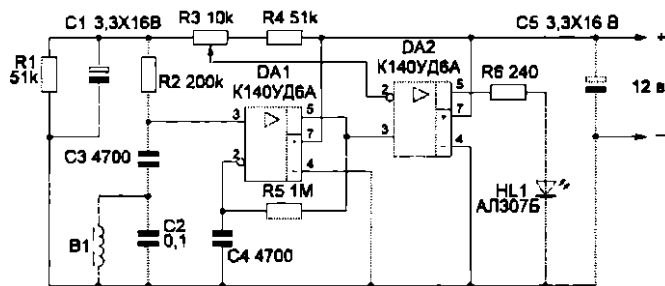 C1 3,3X16B
R3 10k
R4 51k
C5 3,3X16 В
R1
51k
R2 200k
DA1
К140УД6А
DA2
К140УД6А
+
R6 240
12 в
–
2
5
7
4
3
+
-
3
2
5
7
4
+
-
C3 4700
R5 1M
HL1
АЛ307Б
B1
C2
0,1
C4 4700